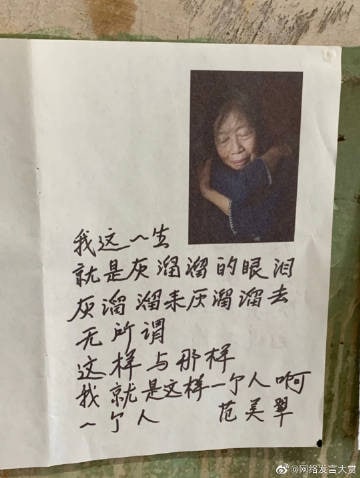 我这一生
就是灰溜溜的眼泪
灰溜溜来灰溜溜去
无所谓
这样与那样
我就是这样一个人啊
一个人 范美翠
@网络发言大赏